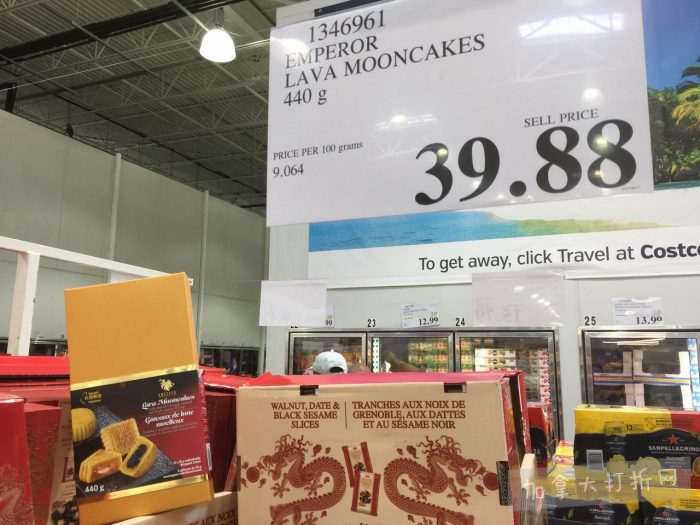 1346961
EMPEROR
LAVA MOONCAKES
440 g
SELL PRICE
PRICE PER 100 grams
9.064
39.88
To get away, click Travel at Costco
23
12.99
24
25
13.99
Lava Mooncakes
Gâteaux de lune
moelleux
440 g
WALNUT, DATE &
BLACK SESAME
SLICES
TRANCHES AUX NOIX DE
GRENOBLE, AUX DATTES
ET AU SÉSAME NOIR
SANPELLEGRINO
加拿大打折网